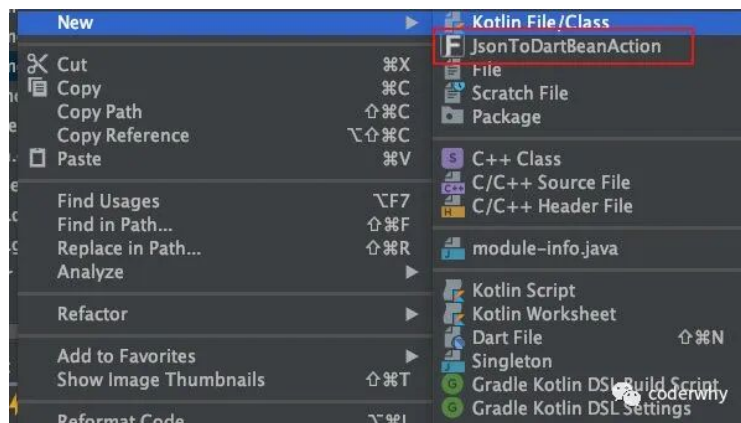 New
Cut ⌘X
Copy ⌘C
Copy Path ⇧⌘C
Copy Reference ⌥⇧⌘C
Paste ⌘V
Find Usages ⌥F7
Find in Path... ⇧⌘F
Replace in Path... ⇧⌘R
Analyze
Refactor
Add to Favorites
Show Image Thumbnails ⇧⌘T
Reformat Code ⌥⌘L
Kotlin File/Class
JsonToDartBeanAction
File
Scratch File
Package
C++ Class
C/C++ Source File
C/C++ Header File
module-info.java
Kotlin Script
Kotlin Worksheet
Dart File ⇧⌘N
Singleton
Gradle Kotlin DSL Build Script
Gradle Kotlin DSL Settings
coderwhy